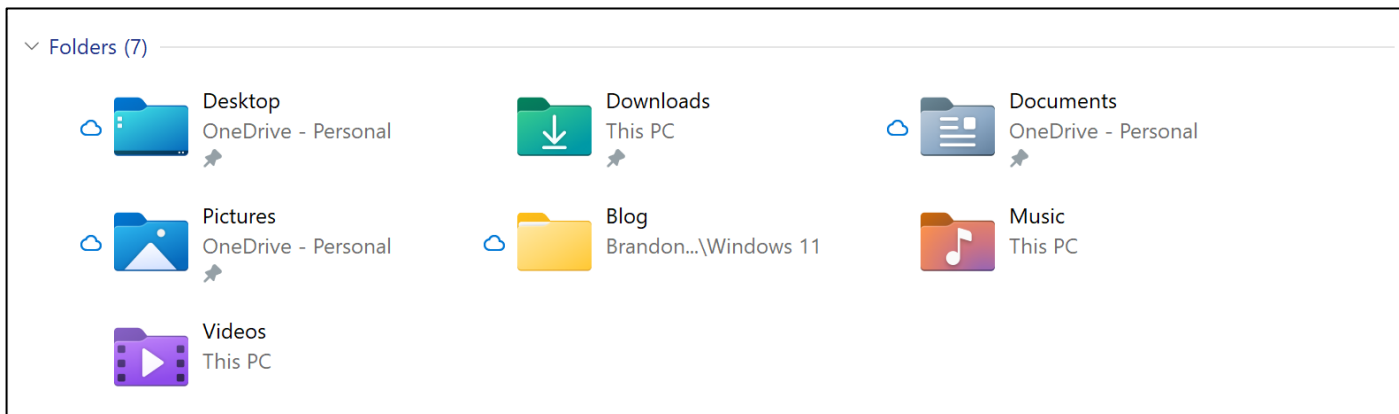 Folders (7)
Desktop
OneDrive - Personal
Downloads
This PC
Documents
OneDrive - Personal
Pictures
OneDrive - Personal
Blog
Brandon...\Windows 11
Music
This PC
Videos
This PC